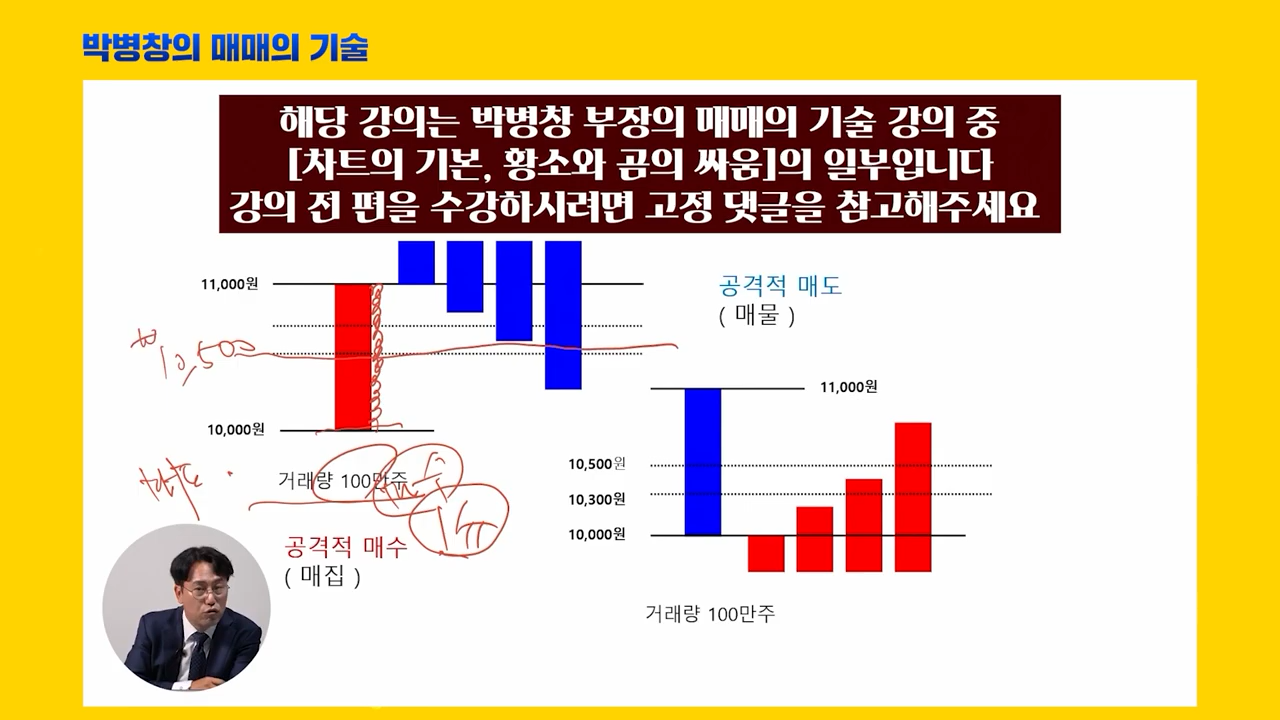 박병창의 매매의 기술
해당 강의는 박병창 부장의 매매의 기술 강의 중
[차트의 기본, 황소와 곰의 싸움]의 일부입니다
강의 전 편을 수강하시려면 고정 댓글을 참고해주세요
11,000원
₩10,500
10,000원
거래량 100만주
공격적 매수
( 매집 )
공격적 매도
( 매물 )
11,000원
10,500원
10,300원
10,000원
거래량 100만주